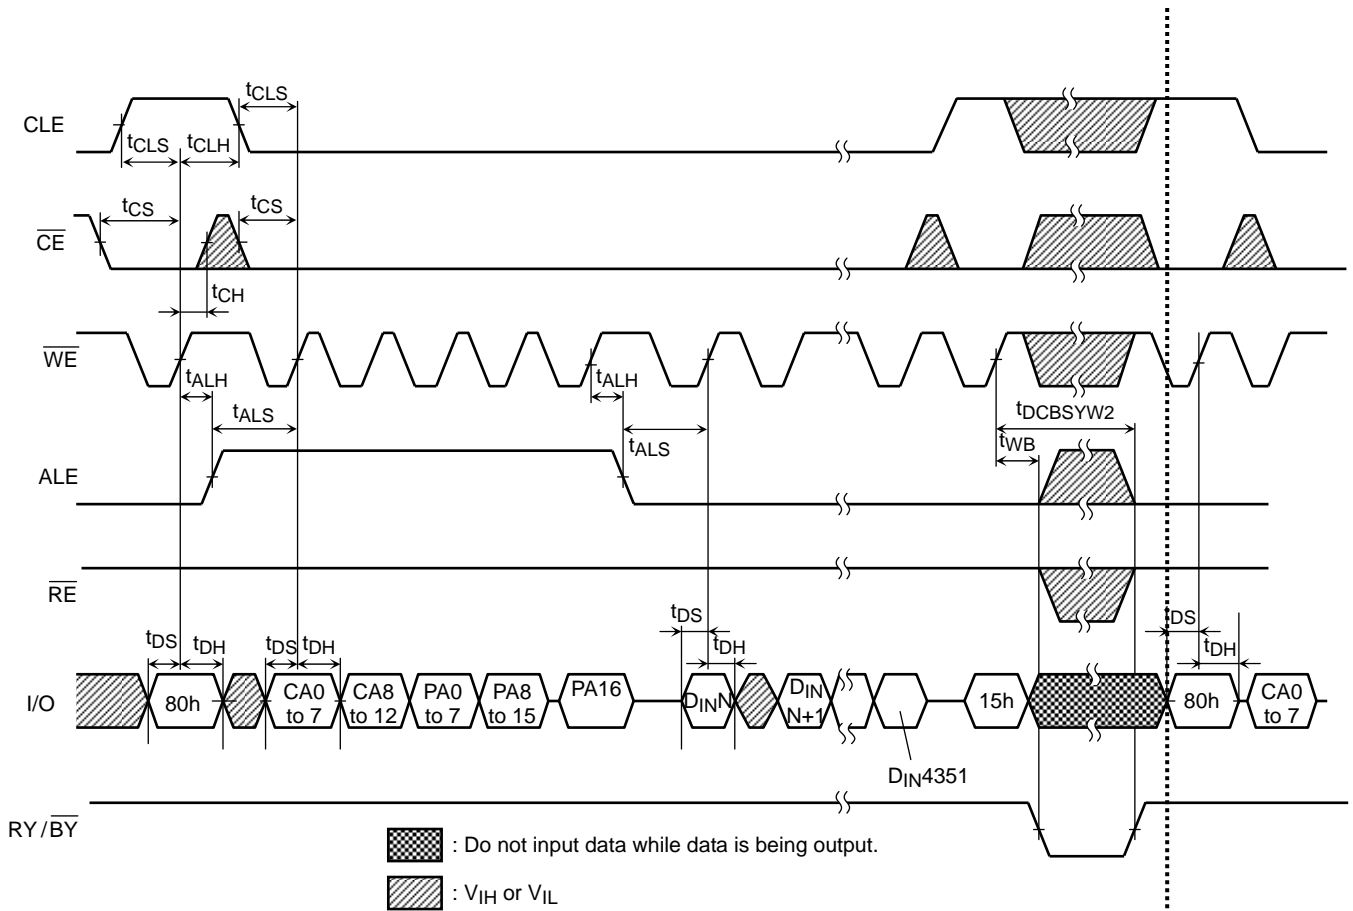 tCLS
CLE
tCLS tCLH
tCS tCS
CE
tCH
WE
tALH tALH
tALS tDCBSYW2
tALS tWB
ALE
RE
tDS DS
tDS tDH tDS tDH tDH tDH
I/O
80h
CA0 to 7
CA8 to 12
PA0 to 7
PA8 to 15
PA16
DINN
DIN N+1
15h
80h
CA0 to 7
DIN4351
RY/BY
: Do not input data while data is being output.
: VIH or VIL